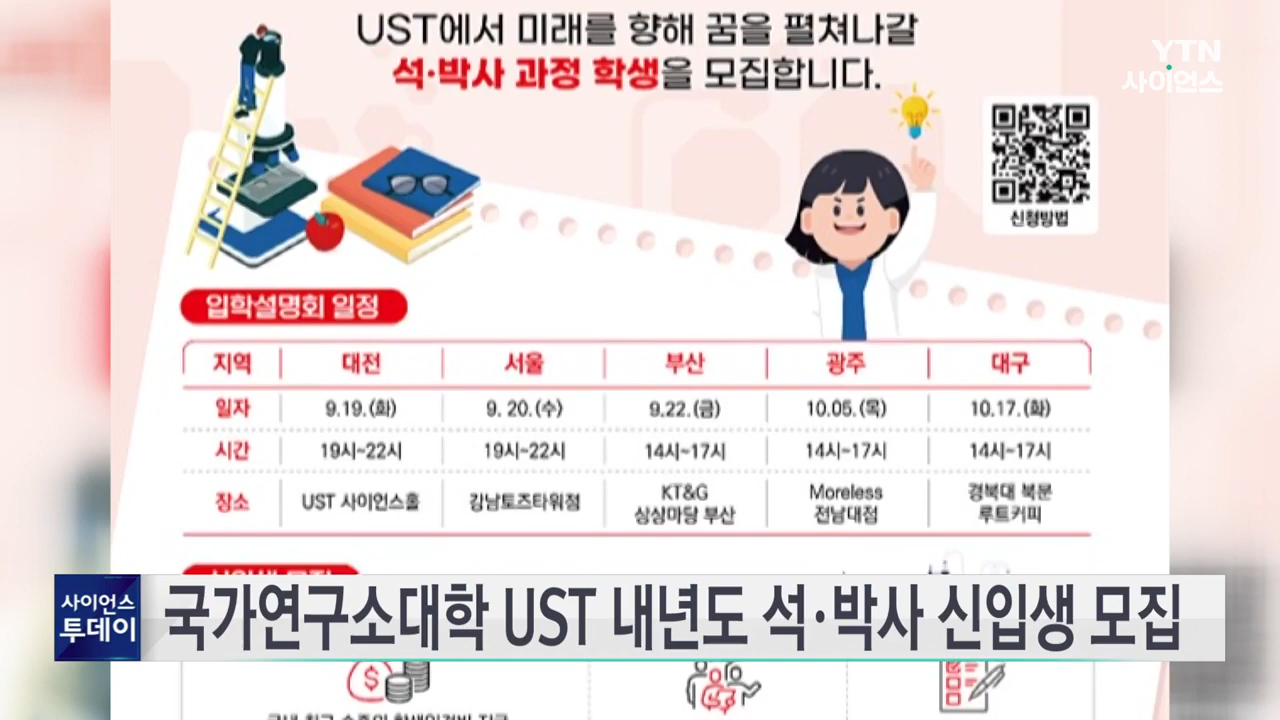 UST에서 미래를 향해 꿈을 펼쳐나갈
석·박사 과정 학생을 모집합니다.
YTN
사이언스
신청방법
입학설명회 일정
지역 대전 서울 부산 광주 대구
일자 9.19.(화) 9. 20.(수) 9.22.(금) 10.05.(목) 10.17.(화)
시간 19시~22시 19시~22시 14시~17시 14시~17시 14시~17시
장소 UST 사이언스홀 강남토즈타워점 KT&G 상상마당 부산 Moreless 전남대점 경북대 북문 루트커피
사이언스
투데이
국가연구소대학 UST 내년도 석·박사 신입생 모집